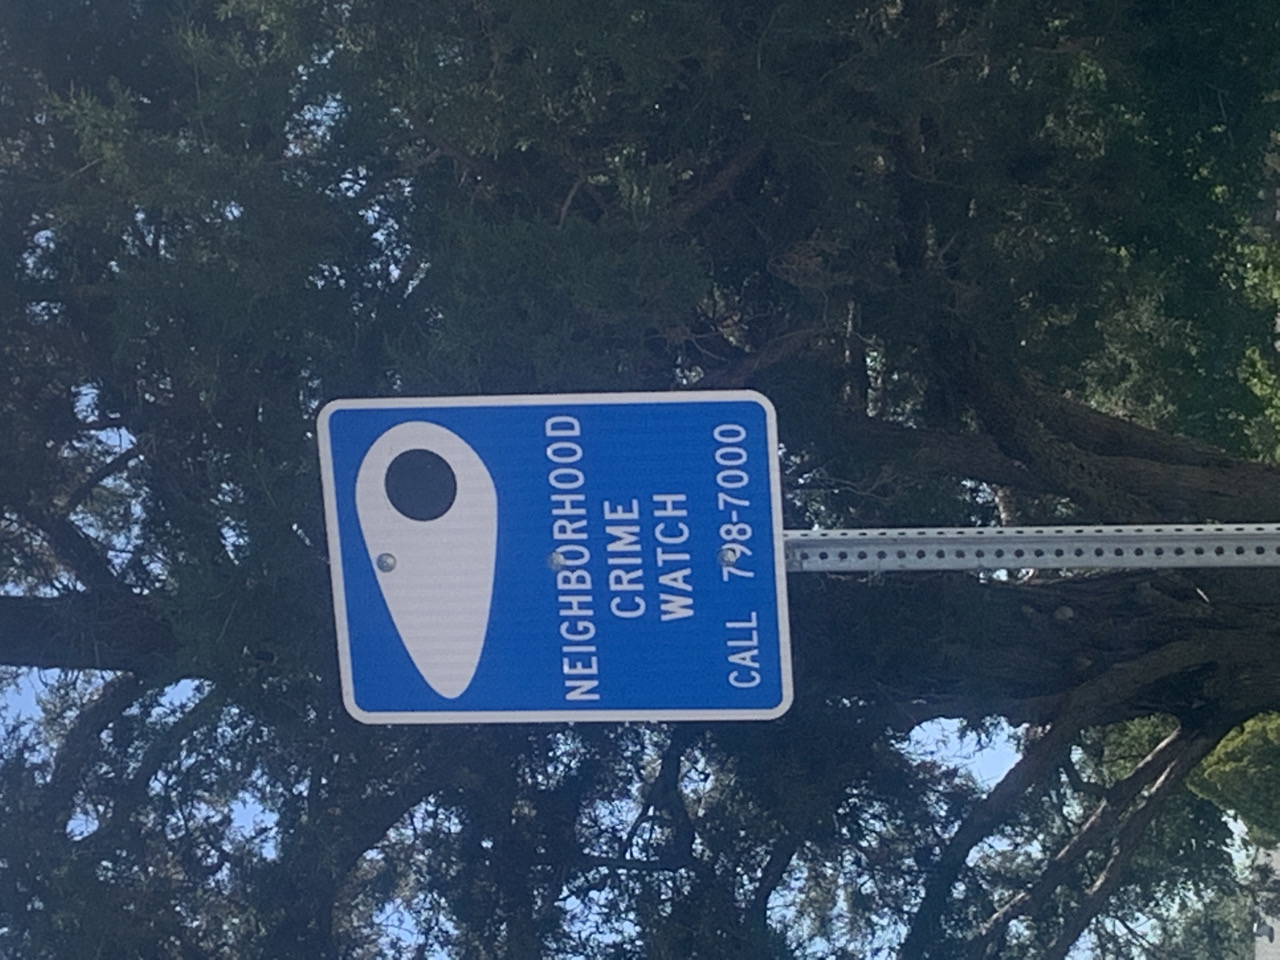 NEIGHBORHOOD
CRIME
WATCH
CALL 798-7000